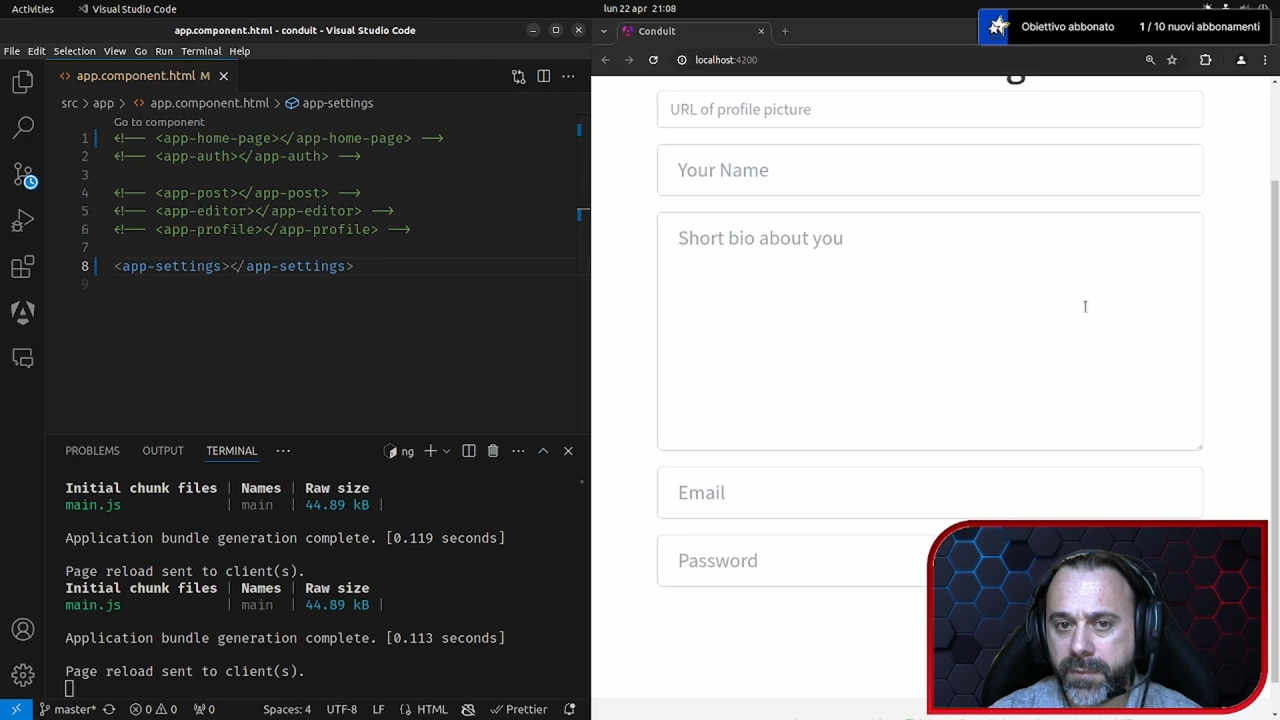 Activities
Visual Studio Code
lun 22 apr 21:08
app.component.html - conduit - Visual Studio Code
File Edit Selection View Go Run Terminal Help
app.component.html M
src > app > app.component.html > app-settings
Go to component
1 <!-- <app-home-page></app-home-page> -->
2 <!-- <app-auth></app-auth> -->
3
4 <!-- <app-post></app-post> -->
5 <!-- <app-editor></app-editor> -->
6 <!-- <app-profile></app-profile> -->
7
8 <app-settings></app-settings>
9
PROBLEMS OUTPUT TERMINAL ... ng
Initial chunk files | Names | Raw size
main.js | main | 44.89 kB |
Application bundle generation complete. [0.119 seconds]
Page reload sent to client(s).
Initial chunk files | Names | Raw size
main.js | main | 44.89 kB |
Application bundle generation complete. [0.113 seconds]
Page reload sent to client(s).
master* 0 0 0 Spaces: 4 UTF-8 LF HTML Prettier
Conduit
localhost:4200
Obiettivo abbonato 1 / 10 nuovi abbonamenti
URL of profile picture
Your Name
Short bio about you
Email
Password